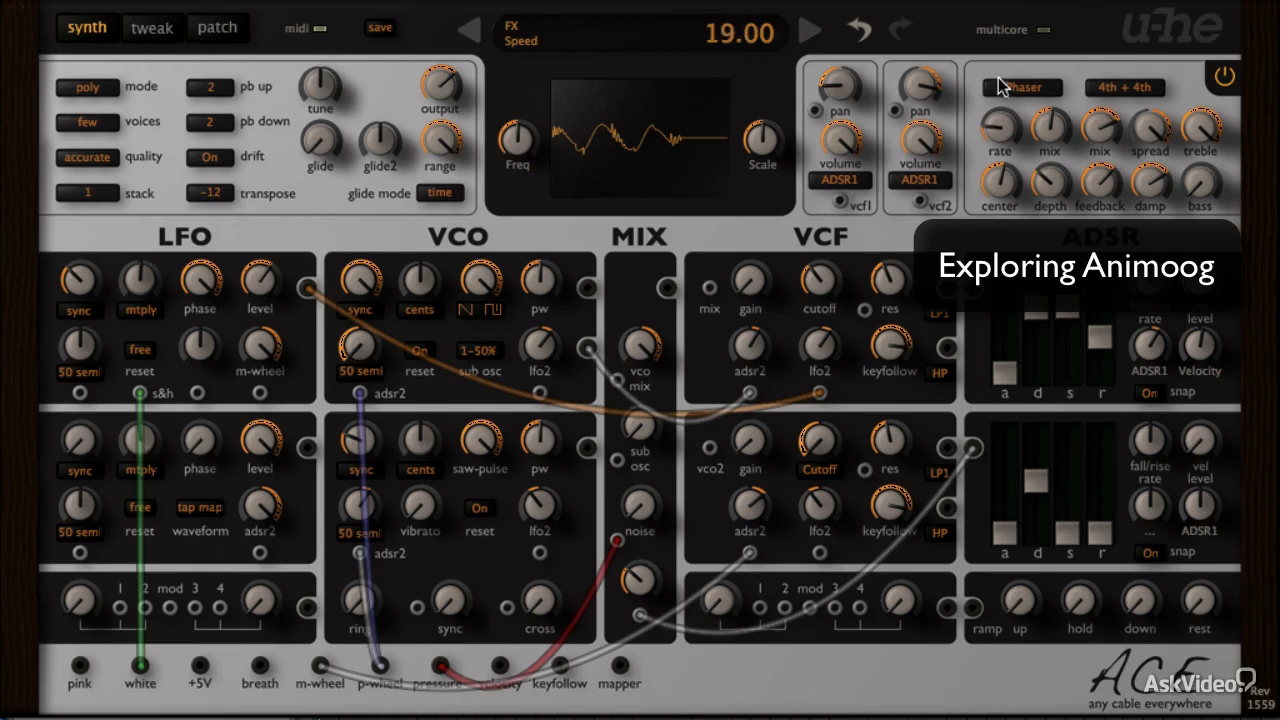 synth tweak patch midi save FX Speed 19.00 multicore u-he
poly mode 2 pb up tune output
few voices 2 pb down
accurate quality On drift glide glide2 range
1 stack -12 transpose glide mode time
Freq Scale
pan pan
volume volume
ADSR1 ADSR1
vcf1 vcf2
Phaser 4th + 4th
rate mix mix spread treble
center depth feedback damp bass
LFO VCO MIX VCF ADSR
Exploring Animoog
sync mtply phase level
sync cents pw
mix gain cutoff res LP1
rate level
50 semi free reset m-wheel
50 semi On reset 1-50% sub osc lfo2
vco mix
adsr2 lfo2 keyfollow HP
ADSR1 Velocity
s&h adsr2
a d s r On snap
sync mtply phase level
sync cents saw-pulse pw
sub osc
vco2 gain Cutoff res LP1
fall/rise rate vel level
50 semi free reset tap map waveform adsr2
50 semi vibrato On reset lfo2
noise
adsr2 lfo2 keyfollow HP
... ADSR1
adsr2
a d s r On snap
1 2 mod 3 4
ring sync cross
1 2 mod 3 4
ramp up hold down rest
pink white +5V breath m-wheel p-wheel pressure velocity keyfollow mapper
ACE
any cable everywhere
AskVideo
Rev
1559